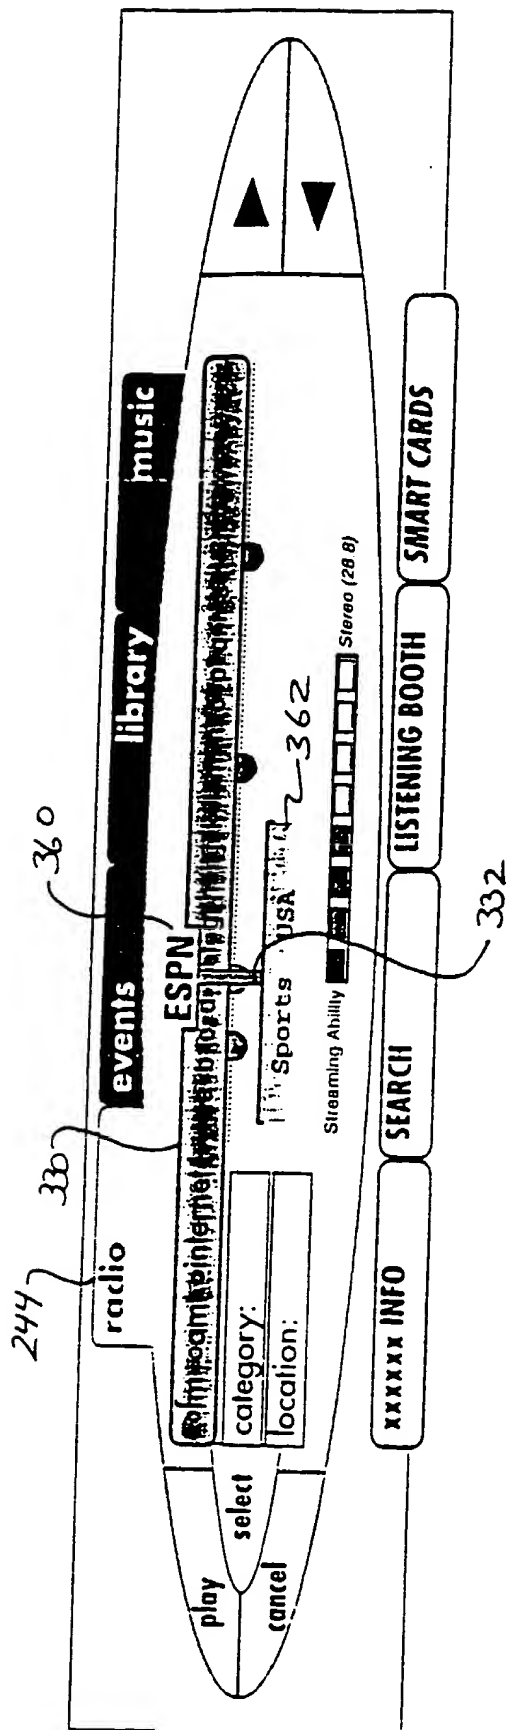 244
330
360
radio
events
library
music
ESPN
play
select
cancel
category:
location:
Sports USA
362
Streaming Ability
Stereo (28.8)
332
xxxxxx INFO
SEARCH
LISTENING BOOTH
SMART CARDS